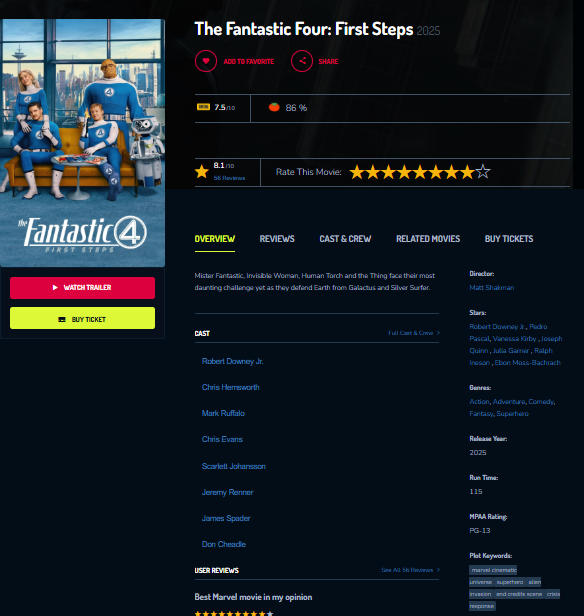 The Fantastic Four: First Steps 2025
ADD TO FAVORITE
SHARE
7.5/10
86 %
8.1/10
56 Reviews
Rate This Movie:
the
Fantastic 4
FIRST STEPS
WATCH TRAILER
BUY TICKET
OVERVIEW
REVIEWS
CAST & CREW
RELATED MOVIES
BUY TICKETS
Mister Fantastic, Invisible Woman, Human Torch and the Thing face their most
daunting challenge yet as they defend Earth from Galactus and Silver Surfer.
CAST
Full Cast & Crew >
Robert Downey Jr.
Chris Hemsworth
Mark Ruffalo
Chris Evans
Scarlett Johansson
Jeremy Renner
James Spader
Don Cheadle
USER REVIEWS
See All 56 Reviews >
Best Marvel movie in my opinion
Director:
Matt Shakman
Stars:
Robert Downey Jr , Pedro
Pascal, Vanessa Kirby , Joseph
Quinn , Julia Garner , Ralph
Ineson , Ebon Moss-Bachrach
Genres:
Action, Adventure, Comedy,
Fantasy, Superhero
Release Year:
2025
Run Time:
115
MPAA Rating:
PG-13
Plot Keywords:
marvel cinematic
universe superhero alien
invasion end credits scene crisis
response